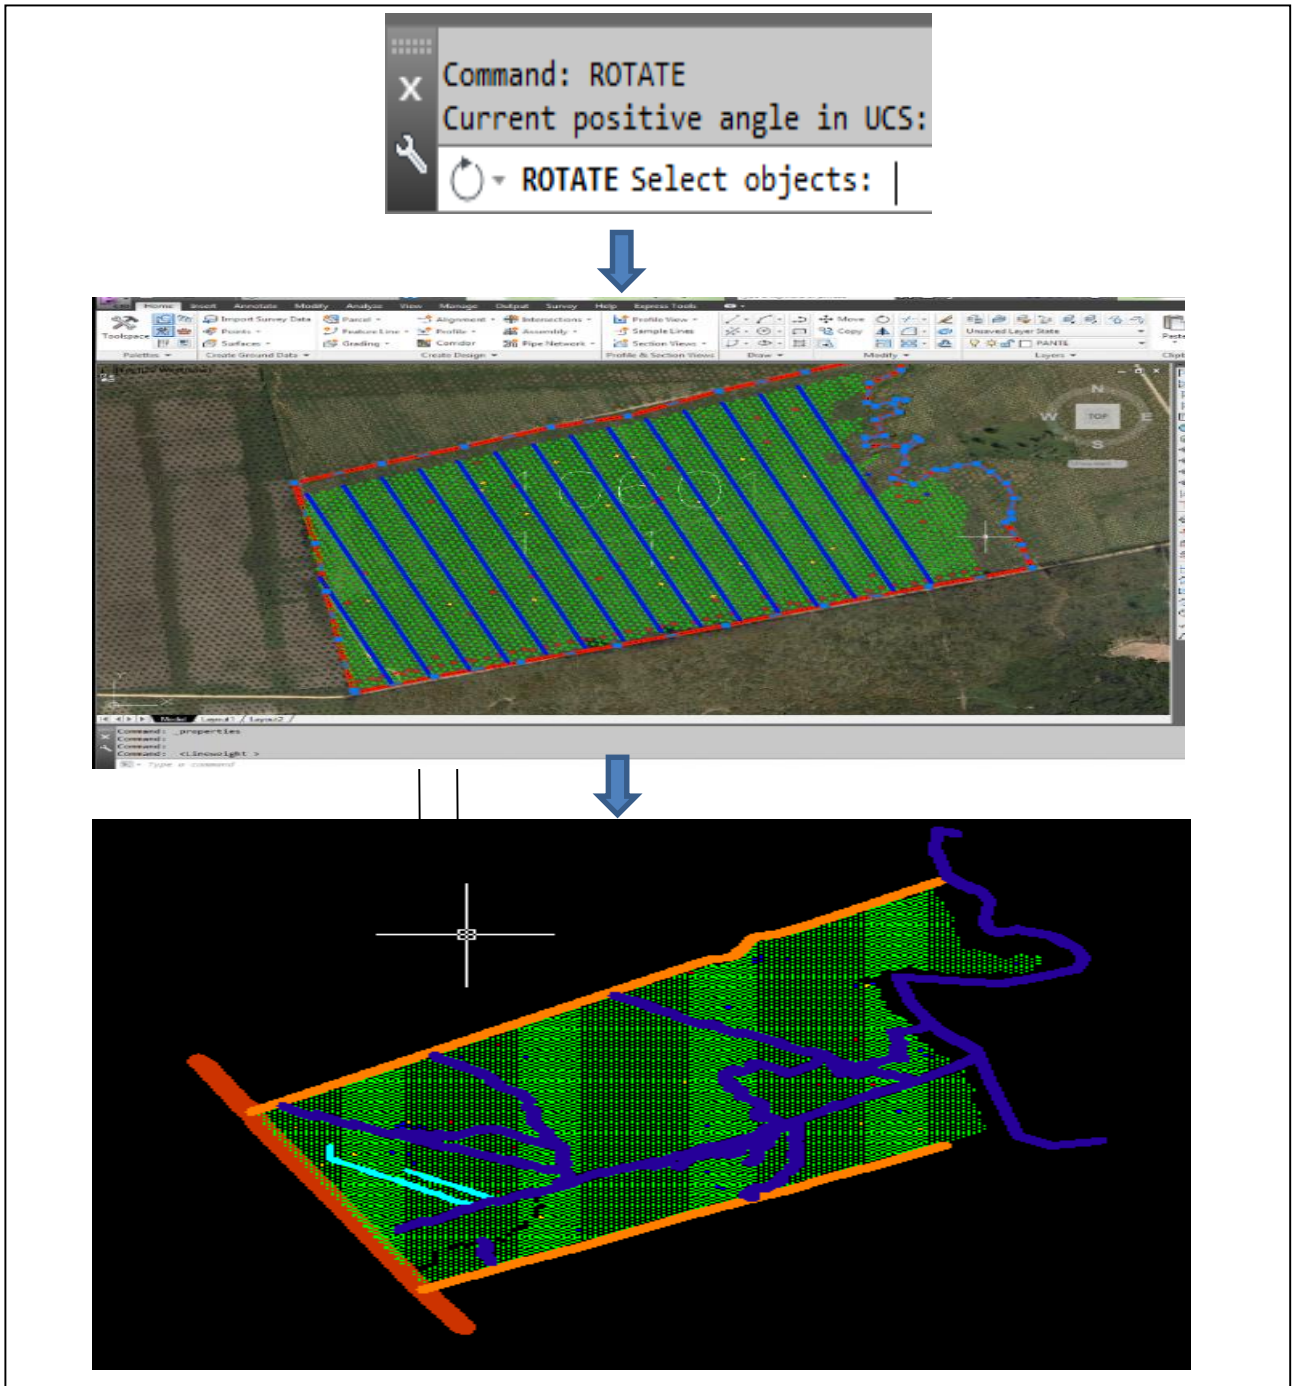 Command: ROTATE
Current positive angle in UCS:
ROTATE Select objects:
Home Insert Annotate Modify Analyze View Manage Output Survey Help Express Tools
Import Survey Data Parcel Alignment Intersections Profile View Move
Toolspace Points Feature Line Profile Assembly Sample Lines Copy Unsaved Layer State
Surfaces Grading Corridor Pipe Network Section Views PANTE
Palettes Create Ground Data Create Design Profile & Section Views Draw Modify Layers
N
W TOP E
S
10601
Model Layout1 Layout2
Command: _properties
Command:
Command:
Command: <Lineweight >
Type a command